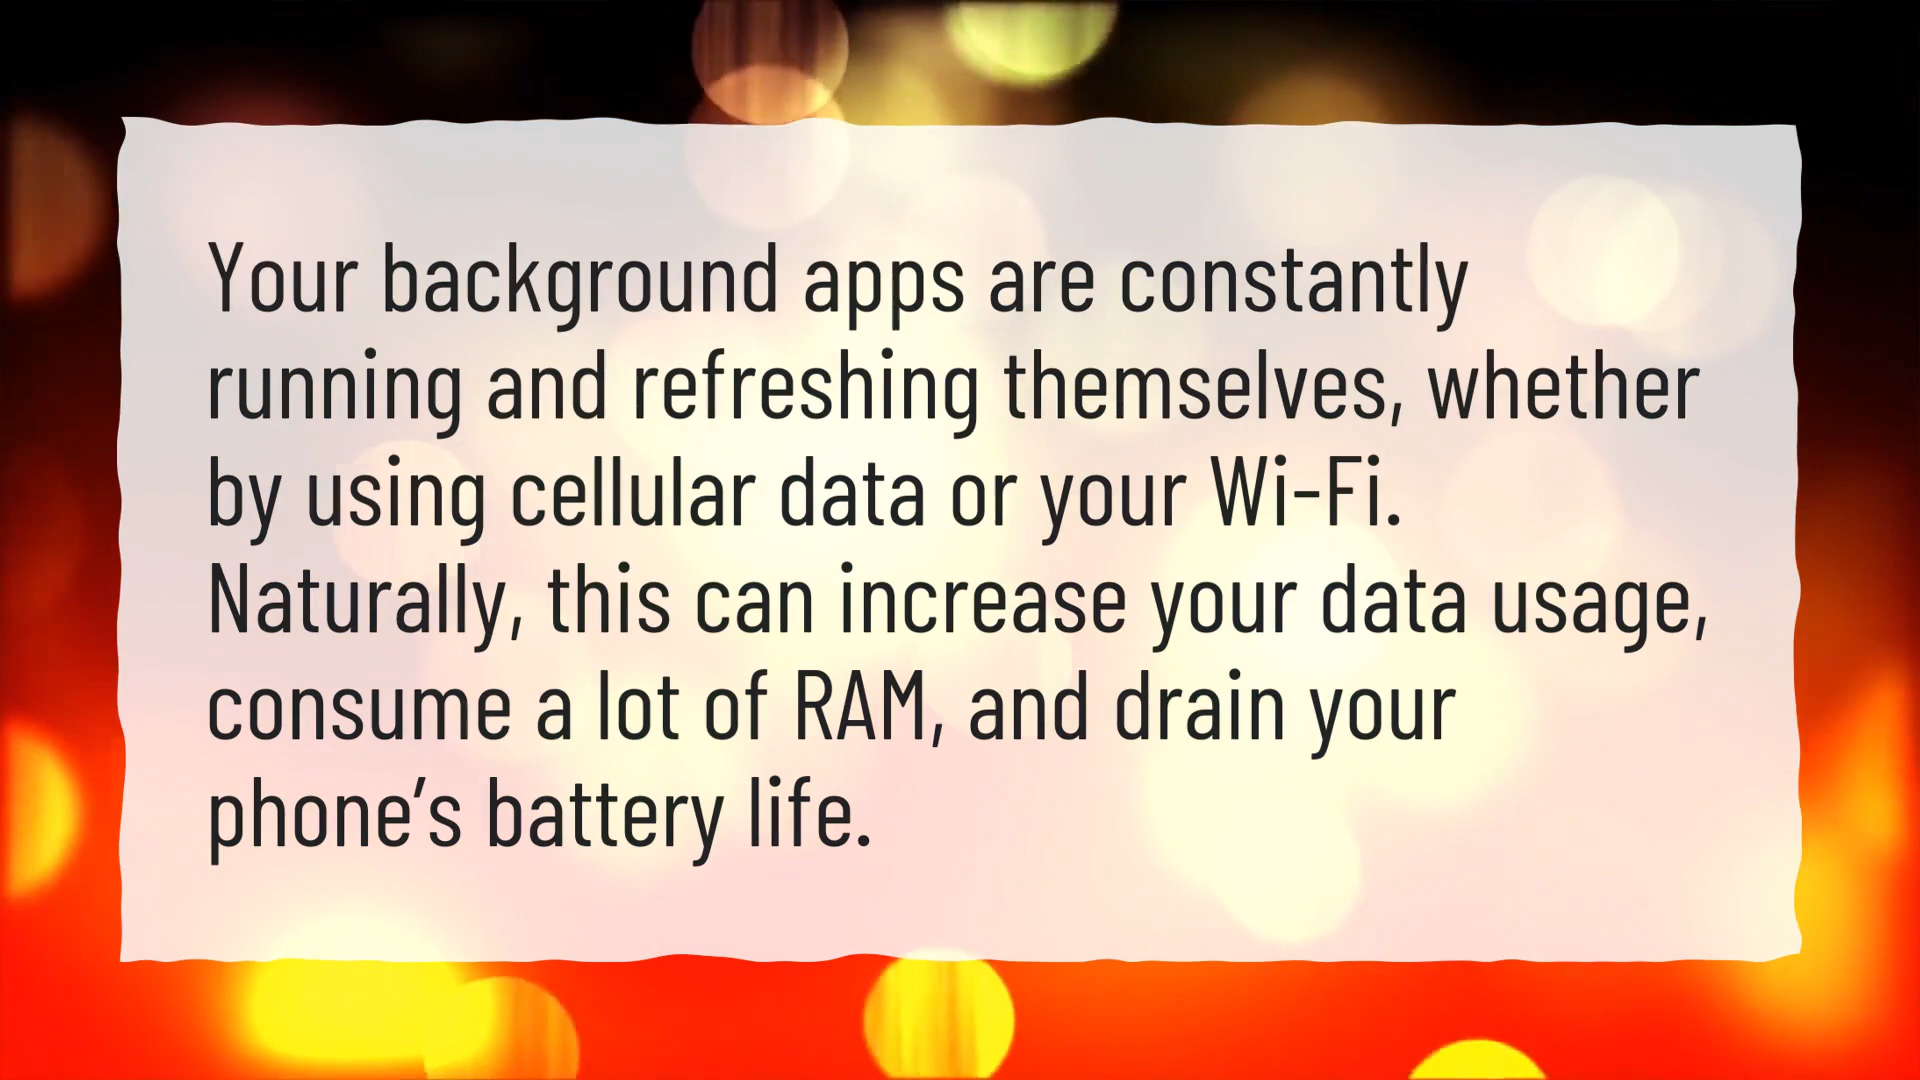 Your background apps are constantly
running and refreshing themselves, whether
by using cellular data or your Wi-Fi.
Naturally, this can increase your data usage,
consume a lot of RAM, and drain your
phone’s battery life.